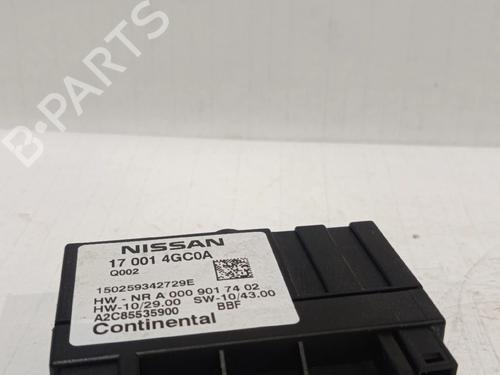 B-PARTS
NISSAN
17 001 4GC0A
Q002
150259342729E
HW - NR A 000 901 74 02
HW-10/29.00 SW-10/43.00
A2C85535900 BBF
Continental